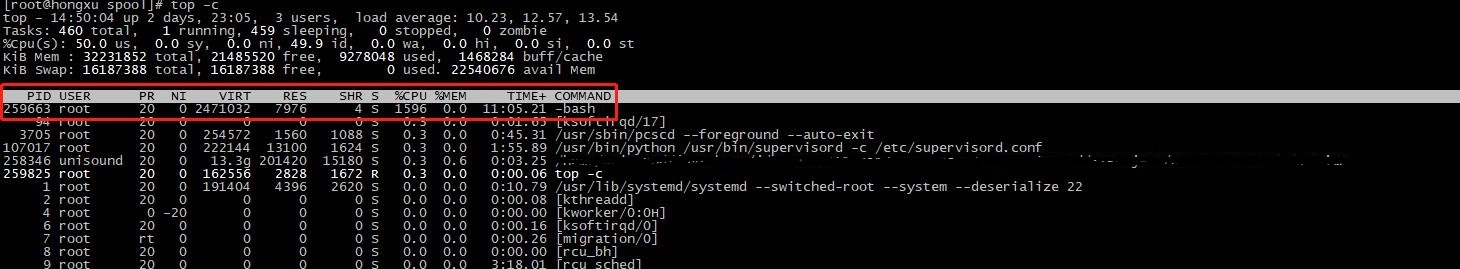 [root@hongxu spool]# top -c
top - 14:50:04 up 2 days, 23:05,  3 users,  load average: 10.23, 12.57, 13.54
Tasks: 460 total,   1 running, 459 sleeping,   0 stopped,   0 zombie
%Cpu(s): 50.0 us,  0.0 sy,  0.0 ni, 49.9 id,  0.0 wa,  0.0 hi,  0.0 si,  0.0 st
KiB Mem : 32231852 total, 21485520 free,  9278048 used,  1468284 buff/cache
KiB Swap: 16187388 total, 16187388 free,        0 used. 22540676 avail Mem
PID USER PR NI VIRT RES SHR S %CPU %MEM TIME+ COMMAND
259663 root 20 0 2471032 7976 4 S 1596 0.0 11:05.21 -bash
94 root 20 0 0 0 0 S 0.3 0.0 0:01.65 [ksoftirqd/17]
3705 root 20 0 254572 1560 1088 S 0.3 0.0 0:45.31 /usr/sbin/pcscd --foreground --auto-exit
107017 root 20 0 222144 13100 1624 S 0.3 0.0 1:55.89 /usr/bin/python /usr/bin/supervisord -c /etc/supervisord.conf
258346 unisound 20 0 13.3g 201420 15180 S 0.3 0.6 0:03.25
259825 root 20 0 162556 2828 1672 R 0.3 0.0 0:00.06 top -c
1 root 20 0 191404 4396 2620 S 0.0 0.0 0:10.79 /usr/lib/systemd/systemd --switched-root --system --deserialize 22
2 root 20 0 0 0 0 S 0.0 0.0 0:00.08 [kthreadd]
4 root 0 -20 0 0 0 S 0.0 0.0 0:00.00 [kworker/0:0H]
6 root 20 0 0 0 0 S 0.0 0.0 0:00.16 [ksoftirqd/0]
7 root rt 0 0 0 0 S 0.0 0.0 0:00.26 [migration/0]
8 root 20 0 0 0 0 S 0.0 0.0 0:00.00 [rcu_bh]
9 root 20 0 0 0 0 S 0.0 0.0 3:18.01 [rcu_sched]